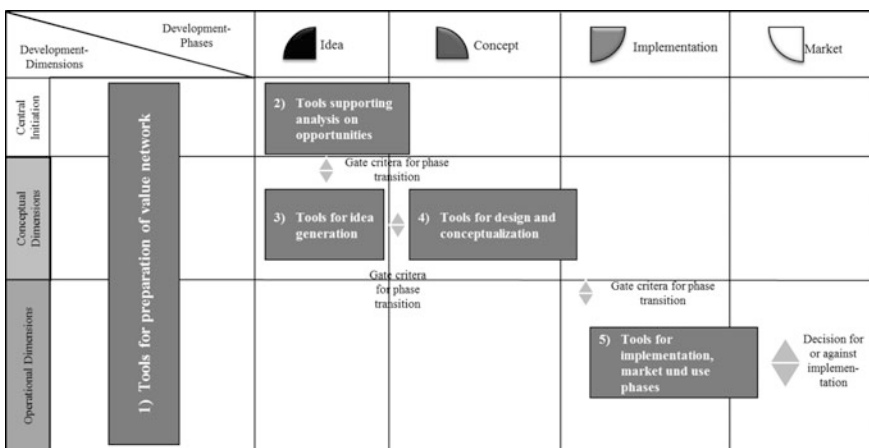 Development-
Phases
Development-
Dimensions
Idea
Concept
Implementation
Market
Central
Initiation
1) Tools for preparation of value network
2) Tools supporting
analysis on
opportunities
Gate critera for phase
transition
Conceptual
Dimensions
3) Tools for idea
generation
4) Tools for design and
conceptualization
Gate critera
for phase
transition
Gate critera for phase
transition
Operational Dimensions
5) Tools for
implementation,
market und use
phases
Decision for
or against
implemen-
tation